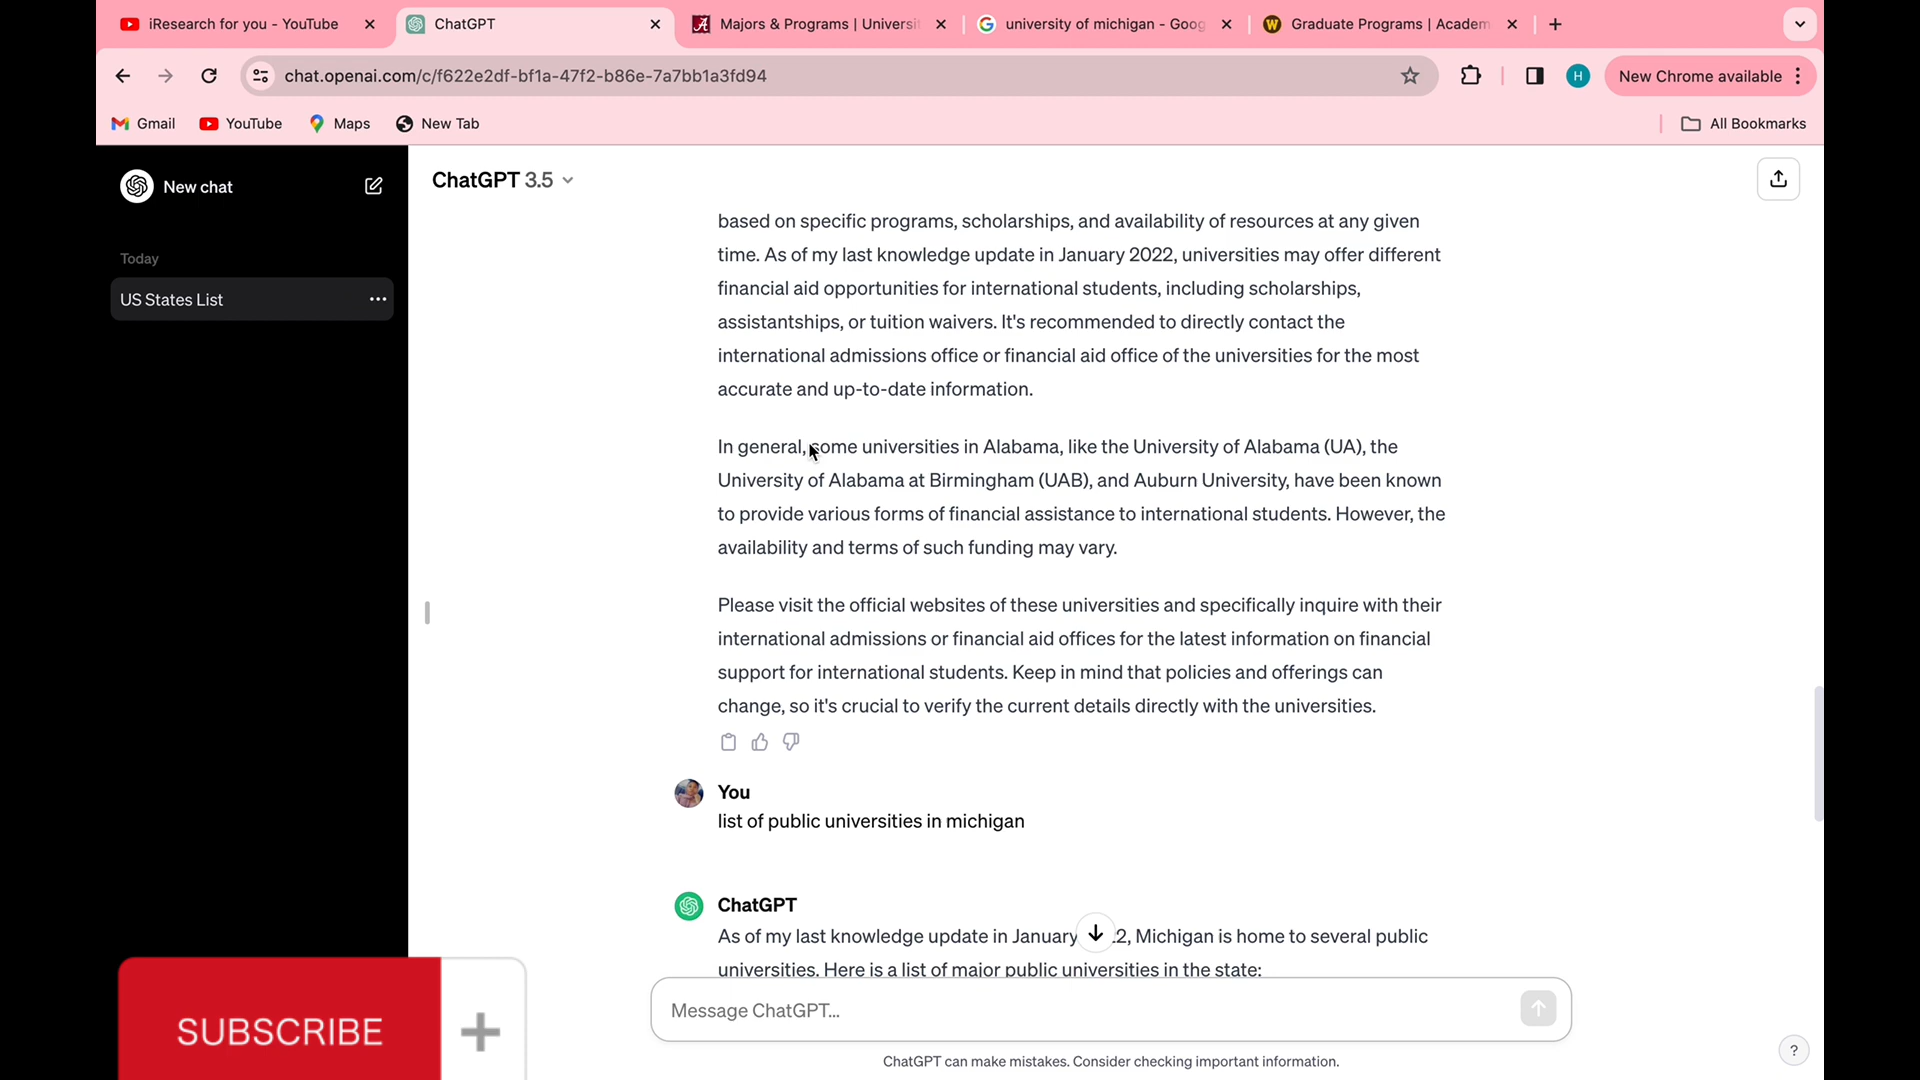 iResearch for you - YouTube
ChatGPT
Majors & Programs | Universi
university of michigan - Goog
Graduate Programs | Academ
chat.openai.com/c/f622e2df-bf1a-47f2-b86e-7a7bb1a3fd94
H
New Chrome available
Gmail
YouTube
Maps
New Tab
All Bookmarks
New chat
Today
US States List
ChatGPT 3.5
based on specific programs, scholarships, and availability of resources at any given
time. As of my last knowledge update in January 2022, universities may offer different
financial aid opportunities for international students, including scholarships,
assistantships, or tuition waivers. It's recommended to directly contact the
international admissions office or financial aid office of the universities for the most
accurate and up-to-date information.
In general, some universities in Alabama, like the University of Alabama (UA), the
University of Alabama at Birmingham (UAB), and Auburn University, have been known
to provide various forms of financial assistance to international students. However, the
availability and terms of such funding may vary.
Please visit the official websites of these universities and specifically inquire with their
international admissions or financial aid offices for the latest information on financial
support for international students. Keep in mind that policies and offerings can
change, so it's crucial to verify the current details directly with the universities.
You
list of public universities in michigan
ChatGPT
As of my last knowledge update in January 2, Michigan is home to several public
universities. Here is a list of major public universities in the state:
Message ChatGPT...
ChatGPT can make mistakes. Consider checking important information.
?
SUBSCRIBE